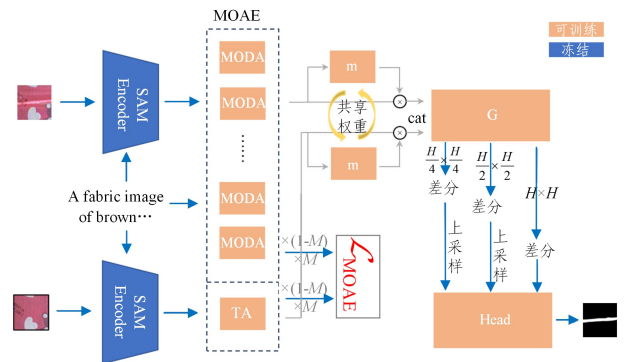 MOAE
可训练
冻结
SAM
Encoder
MODA
MODA
……
MODA
MODA
TA
A fabric image
of brown…
SAM
Encoder
m
×
共享
权重
×
m
cat
G
H/4 × H/4
差分
上采样
H/2 × H/2
差分
上采样
H×H
差分
×(1-M)
×M
×(1-M)
×M
ℒMOAE
Head